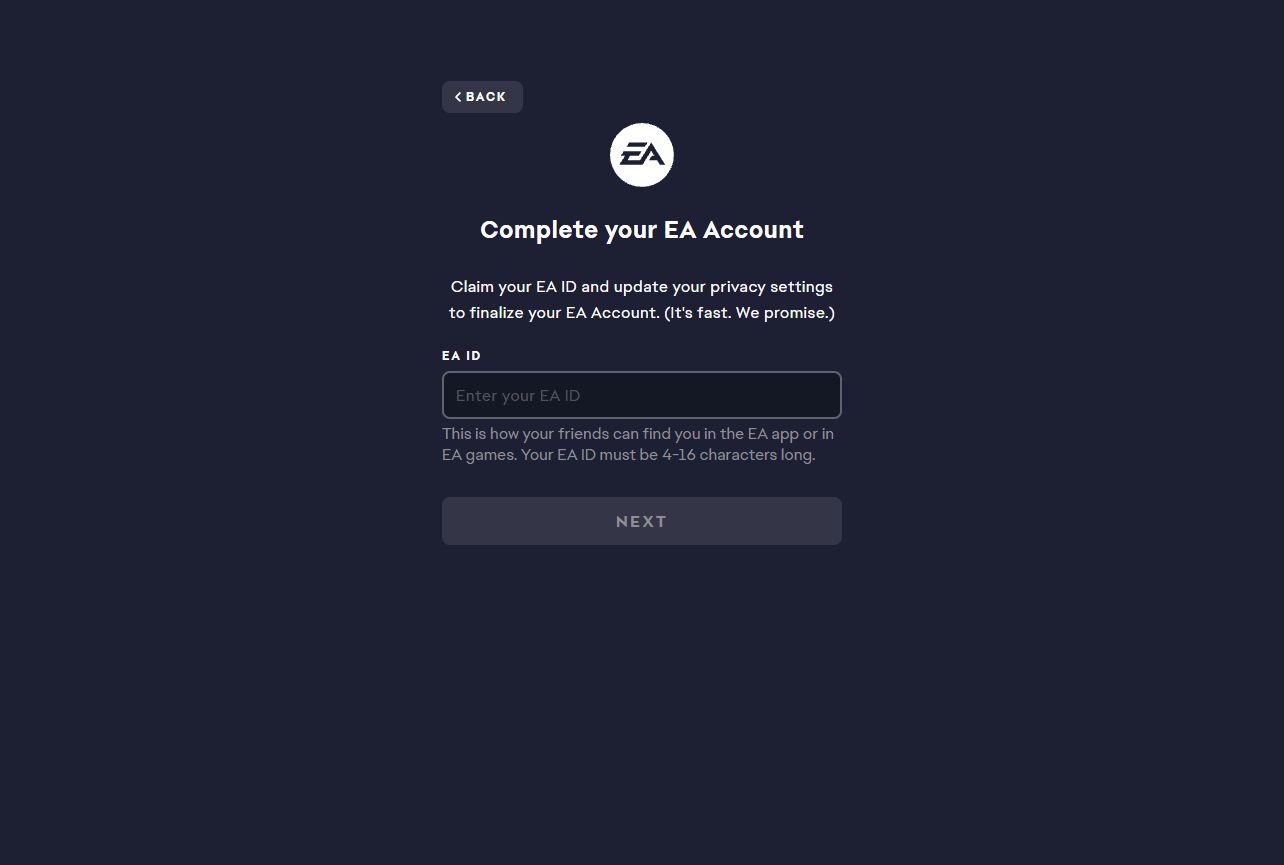 BACK
EA
Complete your EA Account
Claim your EA ID and update your privacy settings
to finalize your EA Account. (It's fast. We promise.)
EA ID
Enter your EA ID
This is how your friends can find you in the EA app or in
EA games. Your EA ID must be 4-16 characters long.
NEXT